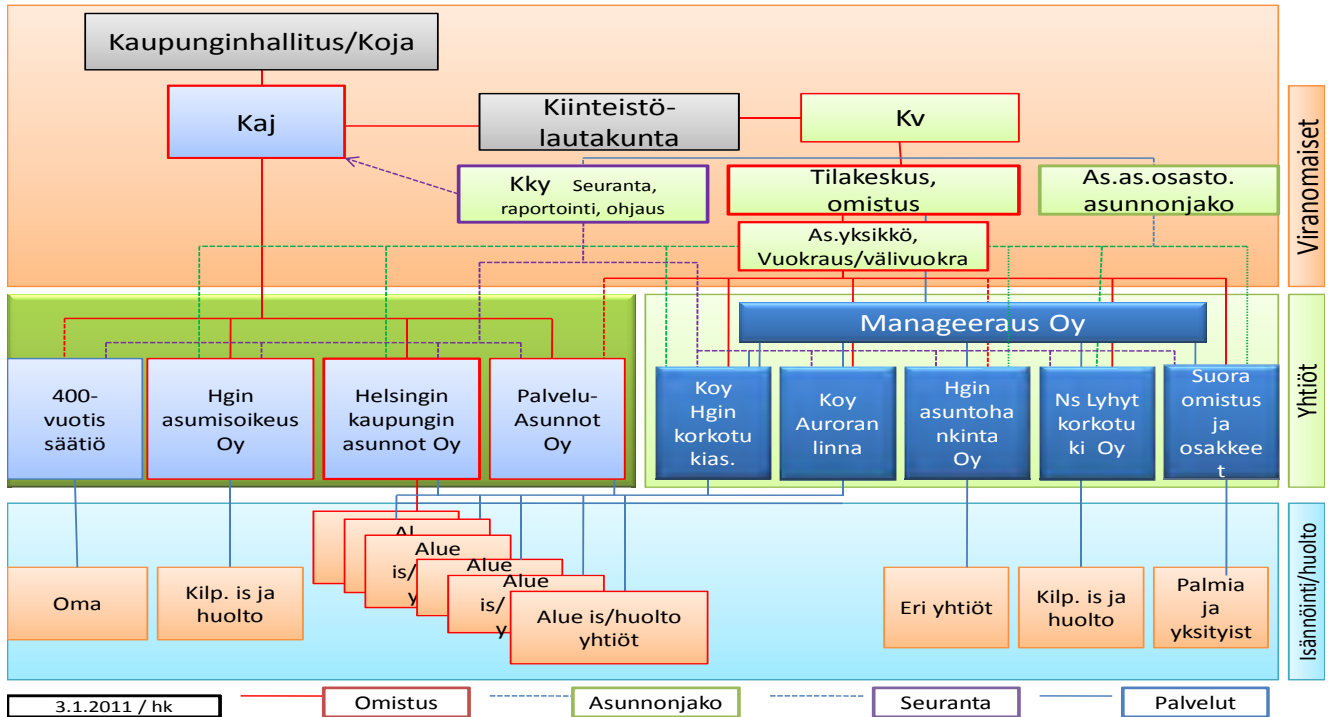 Kaupunginhallitus/Koja
Kaj
Kiinteistö-
lautakunta
Kv
Kky Seuranta,
raportointi, ohjaus
Tilakeskus,
omistus
As.as.osasto.
asunnonjako
As.yksikkö,
Vuokraus/välivuokra
Viranomaiset
Manageeraus Oy
400-
vuotis
säätiö
Hgin
asumisoikeus
Oy
Helsingin
kaupungin
asunnot Oy
Palvelu-
Asunnot
Oy
Koy
Hgin
korkotu
kias.
Koy
Auroran
linna
Hgin
asuntoha
nkinta
Oy
Ns Lyhyt
korkotu
ki Oy
Suora
omistus
ja
osakkee
t
Yhtiöt
Oma
Kilp. is ja
huolto
Al
Alue
is/
y
Alue
Alue
is/
y
Alue is/huolto
yhtiöt
Eri yhtiöt
Kilp. is ja
huolto
Palmia
ja
yksityist
Isännöinti/huolto
3.1.2011 / hk
Omistus
Asunnonjako
Seuranta
Palvelut